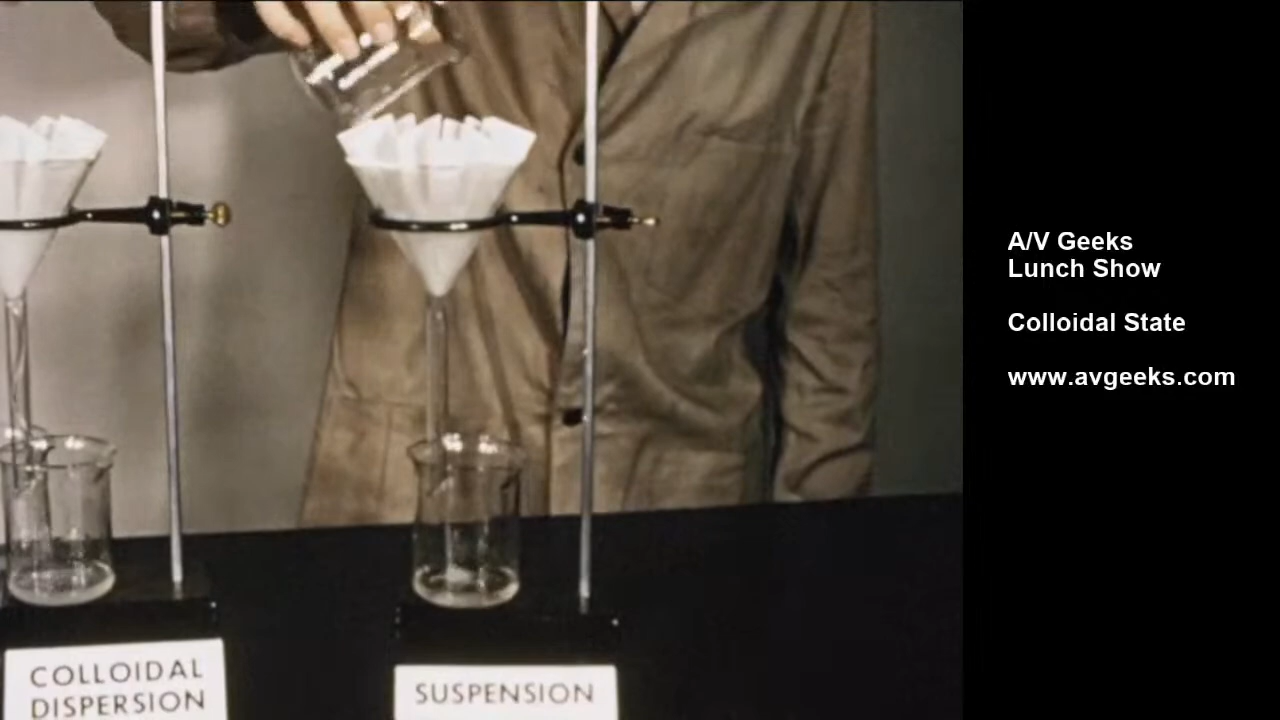 A/V Geeks
Lunch Show
Colloidal State
www.avgeeks.com
COLLOIDAL
DISPERSION
SUSPENSION